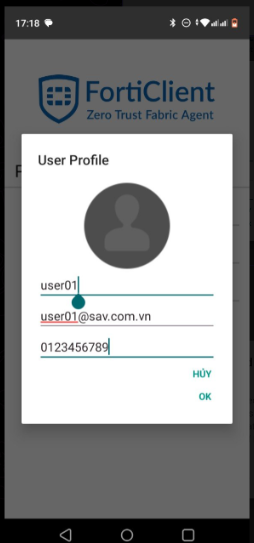 17:18
FortiClient
Zero Trust Fabric Agent
User Profile
user01
user01@sav.com.vn
0123456789
HỦY
OK